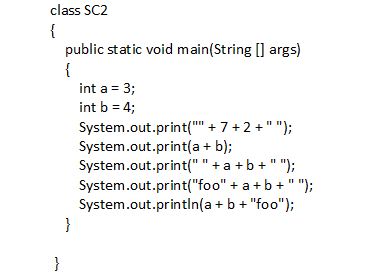 class SC2
{
public static void main(String [] args)
{
int a = 3;
int b = 4;
System.out.print("" + 7 + 2 + " ");
System.out.print(a + b);
System.out.print(" " + a + b + " ");
System.out.print("foo" + a + b + " ");
System.out.println(a + b + "foo");
}
}